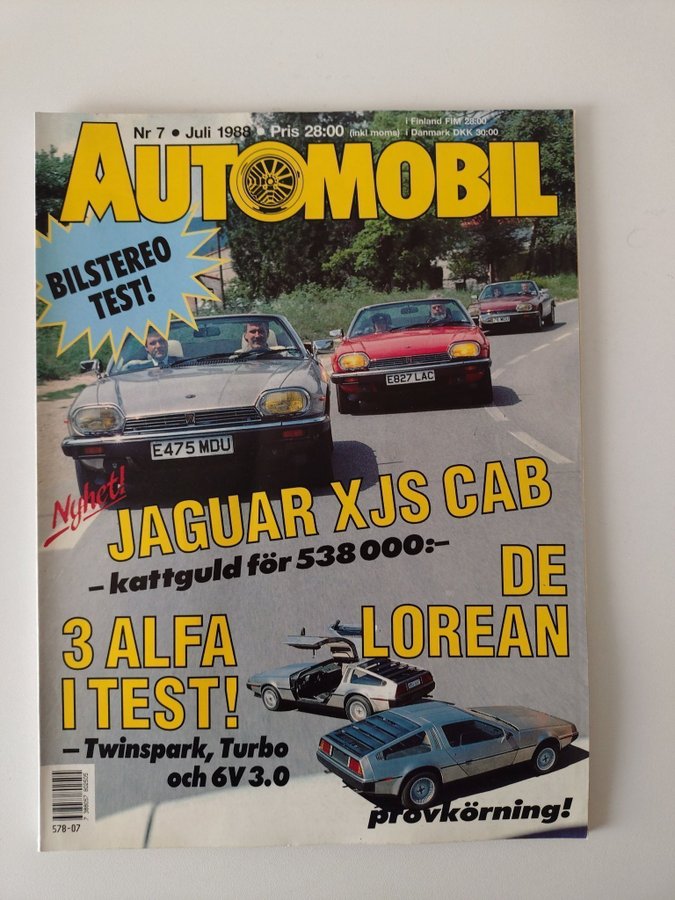 Nr 7 • Juli 1988 • Pris 28:00 (inkl moms) i Finland FIM 28:00
i Danmark DKK 30:00
AUTOMOBIL
BILSTEREO
TEST!
E827 LAC
E475 MDU
Nyhet!
JAGUAR XJS CAB
– kattguld för 538 000:–
DE
LOREAN
3 ALFA
I TEST!
– Twinspark, Turbo
och 6V 3.0
provkörning!
578-07